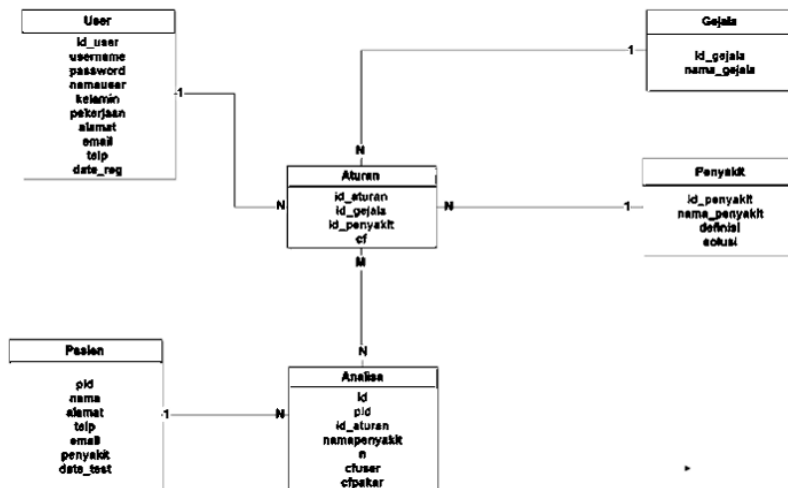 User
id_user
username
password
namauser
kelamin
pekerjaan
alamat
email
telp
date_reg
1
N
Gejala
id_gejala
nama_gejala
1
N
Aturan
id_aturan
id_gejala
id_penyakit
cf
N
1
Penyakit
id_penyakit
nama_penyakit
definisi
solusi
M
N
Pasien
pid
nama
alamat
telp
email
penyakit
date_test
1
N
Analisa
id
pid
id_aturan
namapenyakit
n
cfuser
cfpakar